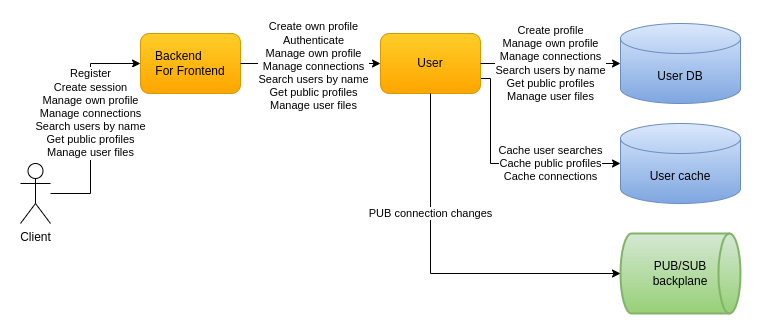 Register
Create session
Manage own profile
Manage connections
Search users by name
Get public profiles
Manage user files
Client
Backend
For Frontend
Create own profile
Authenticate
Manage own profile
Manage connections
Search users by name
Get public profiles
Manage user files
User
Create profile
Manage own profile
Manage connections
Search users by name
Get public profiles
Manage user files
User DB
Cache user searches
Cache public profiles
Cache connections
User cache
PUB connection changes
PUB/SUB
backplane